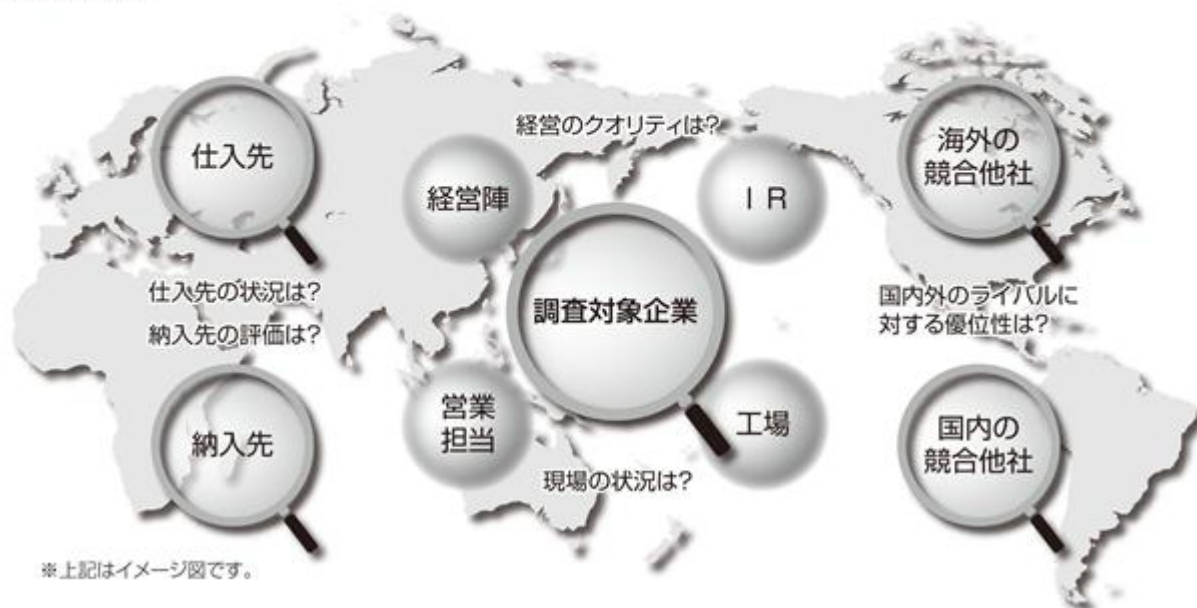 仕入先
経営のクオリティは?
海外の
競合他社
経営陣
I R
仕入先の状況は?
納入先の評価は?
調査対象企業
国内外のライバルに
対する優位性は?
納入先
営業
担当
工場
国内の
競合他社
現場の状況は?
※上記はイメージ図です。